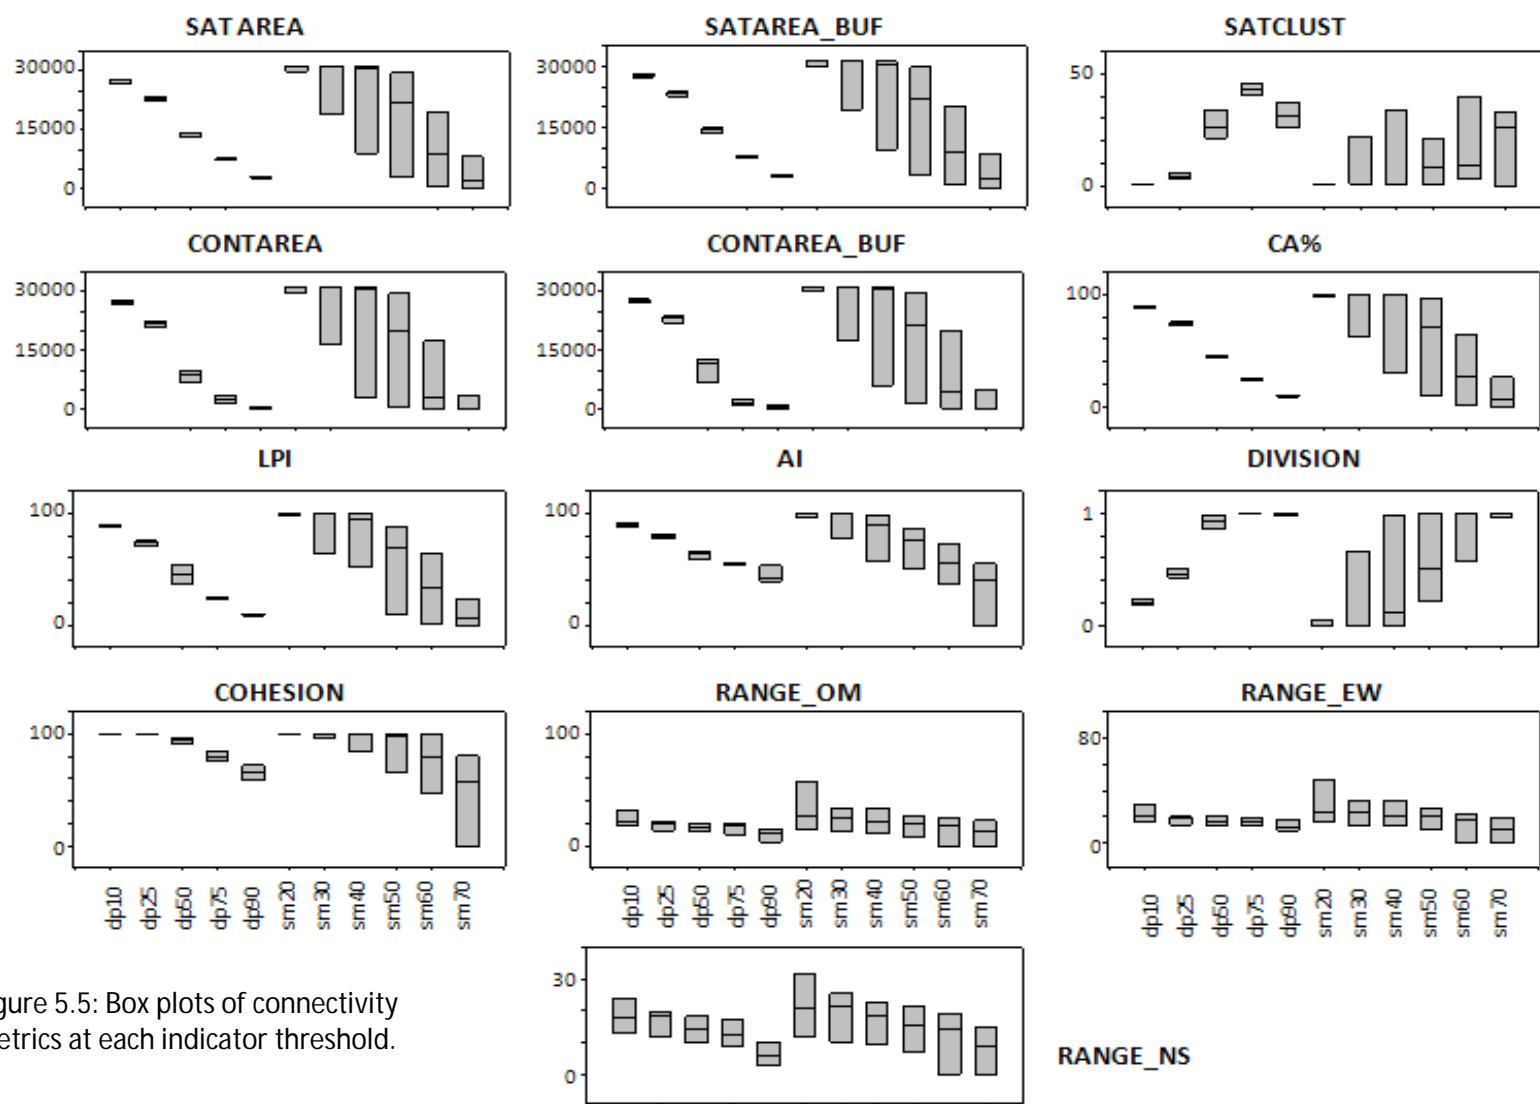 SAT AREA
SATAREA_BUF
SATCLUST
30000
15000
0
30000
15000
0
50
0
CONTAREA
CONTAREA_BUF
CA%
30000
15000
0
30000
15000
0
100
0
LPI
AI
DIVISION
100
0
100
0
1
0
COHESION
RANGE_OM
RANGE_EW
100
0
100
0
80
0
dp10 dp25 dp50 dp75 dp90 sm20 sm30 sm40 sm50 sm60 sm70
dp10 dp25 dp50 dp75 dp90 sm20 sm30 sm40 sm50 sm60 sm70
dp10 dp25 dp50 dp75 dp90 sm20 sm30 sm40 sm50 sm60 sm70
30
0
RANGE_NS
gure 5.5: Box plots of connectivity
etrics at each indicator threshold.